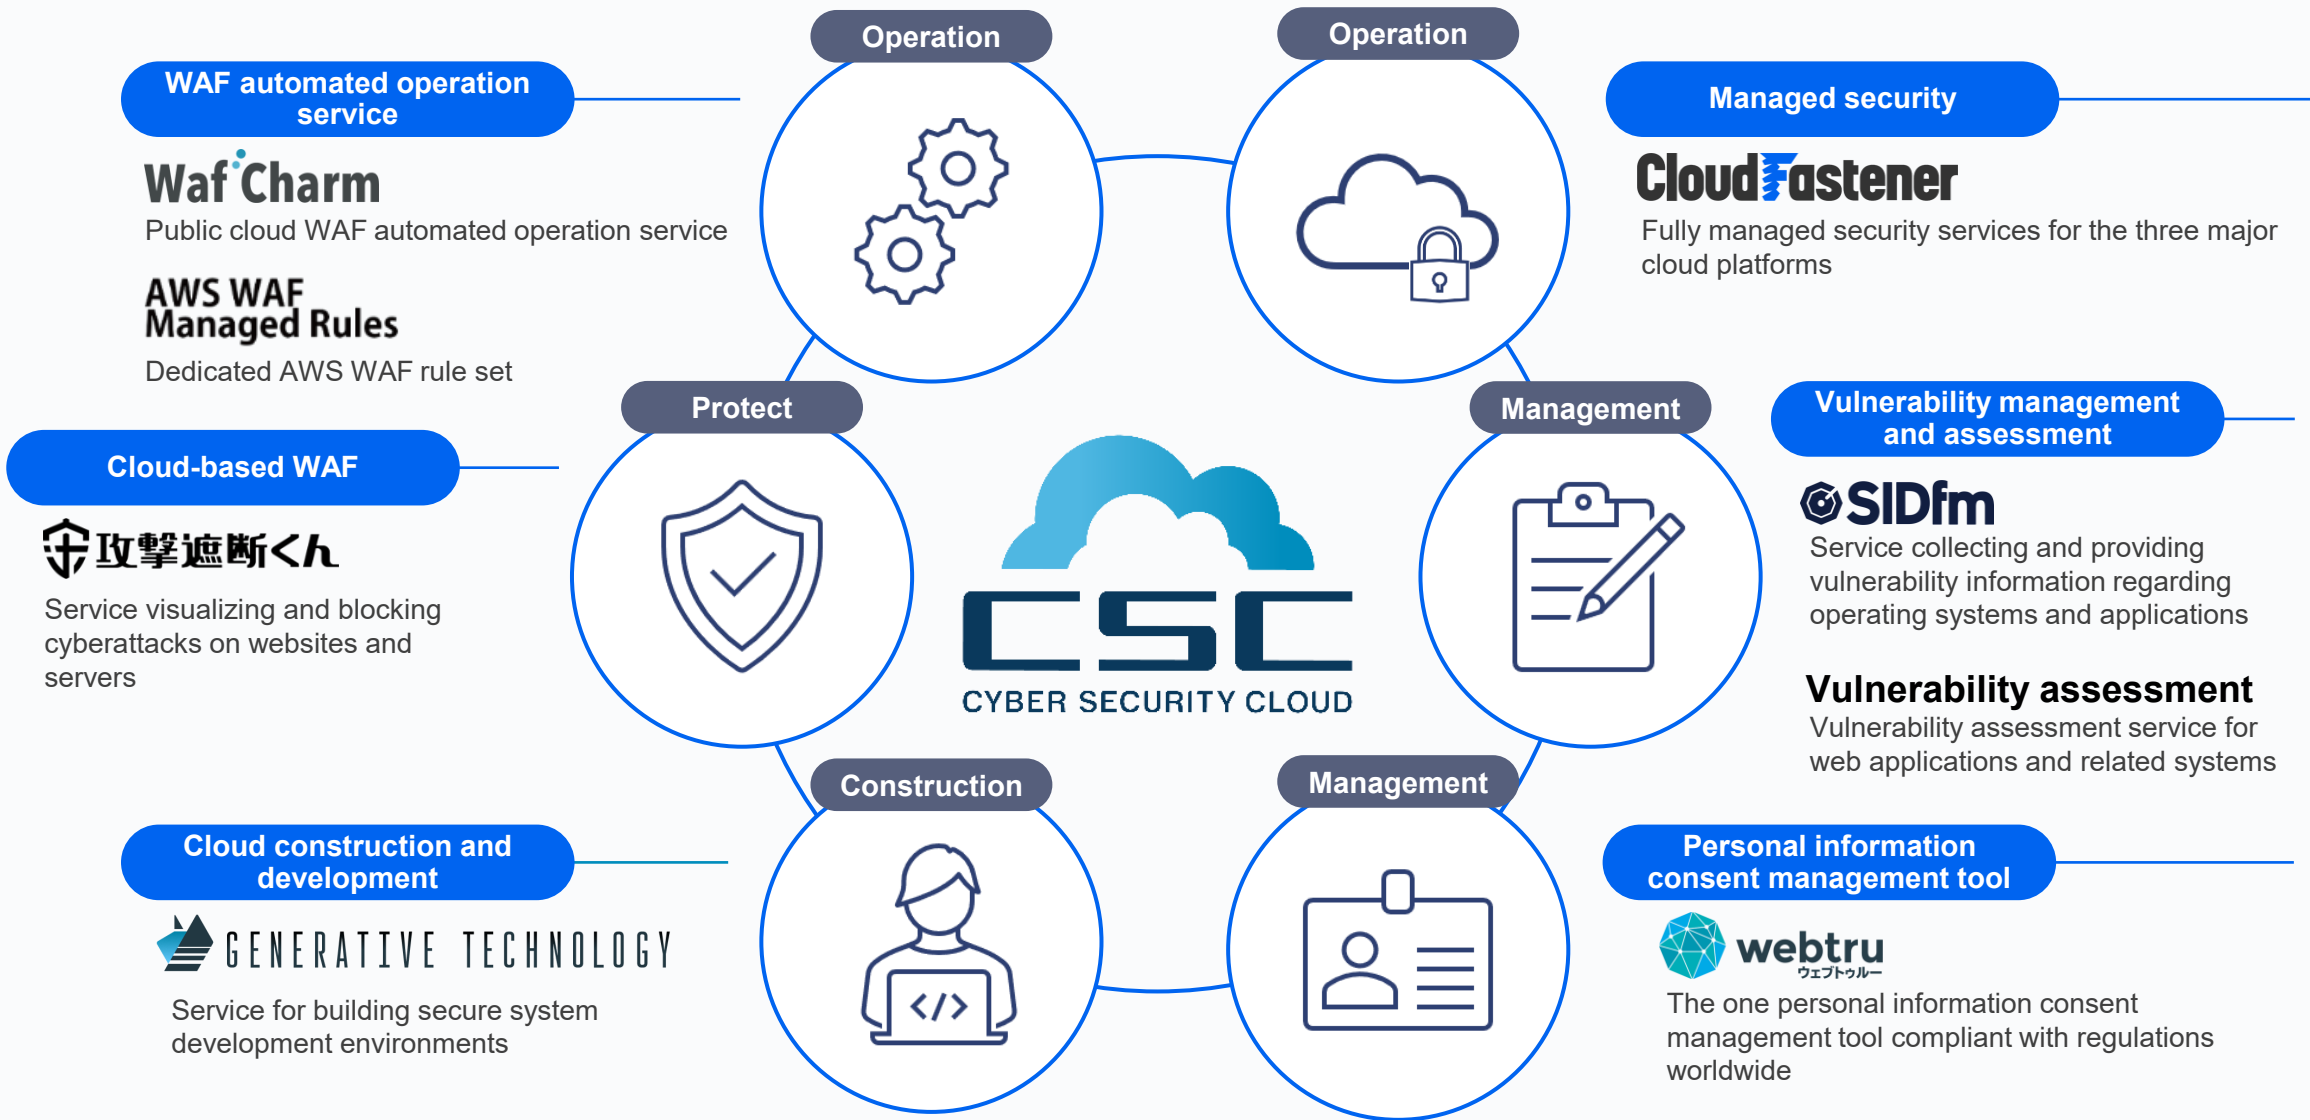 Operation
Operation
WAF automated operation
service
WafCharm
Public cloud WAF automated operation service
AWS WAF
Managed Rules
Dedicated AWS WAF rule set
Managed security
CloudFastener
Fully managed security services for the three major
cloud platforms
Protect
Management
Cloud-based WAF
攻撃遮断くん
Service visualizing and blocking
cyberattacks on websites and
servers
CSC
CYBER SECURITY CLOUD
Vulnerability management
and assessment
SIDfm
Service collecting and providing
vulnerability information regarding
operating systems and applications
Vulnerability assessment
Vulnerability assessment service for
web applications and related systems
Construction
Management
Cloud construction and
development
GENERATIVE TECHNOLOGY
Service for building secure system
development environments
</>
Personal information
consent management tool
webtru
ウェブトゥルー
The one personal information consent
management tool compliant with regulations
worldwide